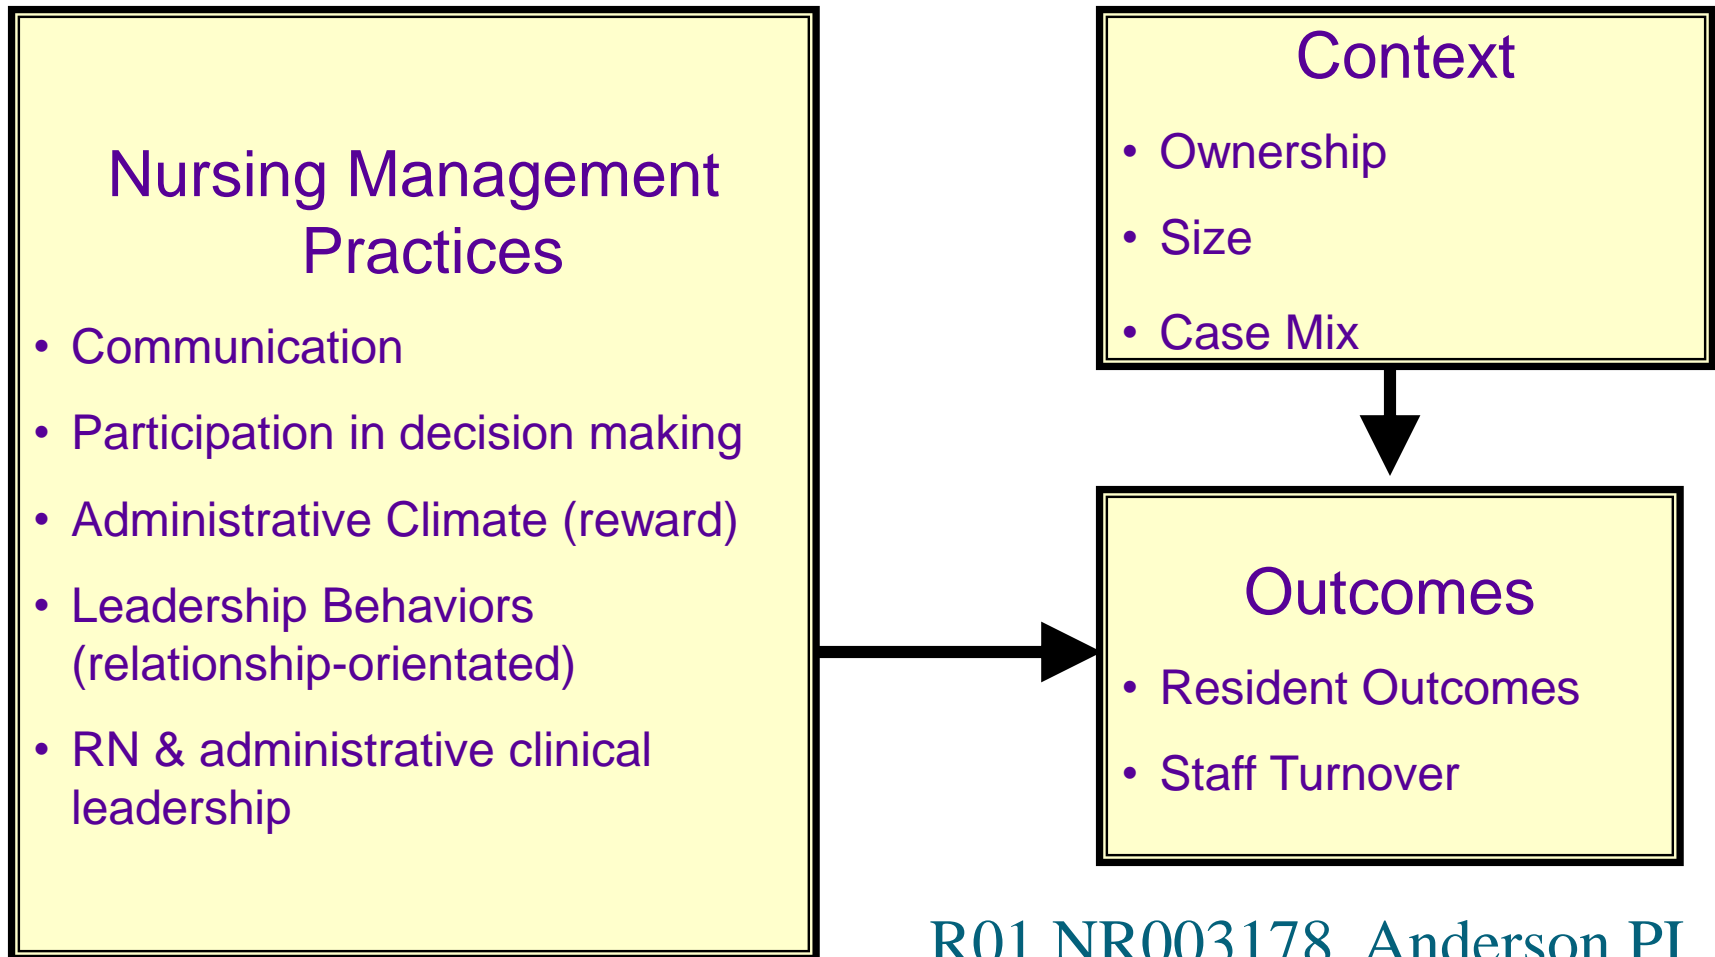 Nursing Management
Practices
• Communication
• Participation in decision making
• Administrative Climate (reward)
• Leadership Behaviors
(relationship-orientated)
• RN & administrative clinical
leadership
Context
• Ownership
• Size
• Case Mix
Outcomes
• Resident Outcomes
• Staff Turnover
R01 NR003178, Anderson PI